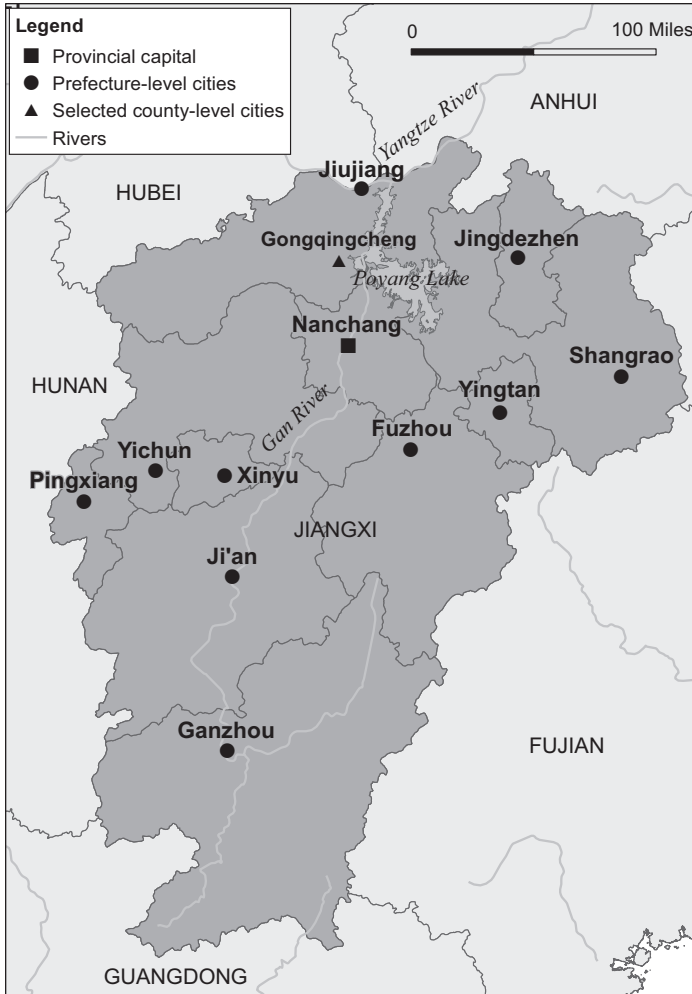 Legend
Provincial capital
Prefecture-level cities
Selected county-level cities
Rivers
0 100 Miles
ANHUI
Yangtze River
Jiujiang
HUBEI
Gongqingcheng
Jingdezhen
Poyang Lake
Nanchang
Shangrao
HUNAN
Yingtan
Gan River
Fuzhou
Yichun
Xinyu
Pingxiang
JIANGXI
Ji'an
Ganzhou
FUJIAN
GUANGDONG